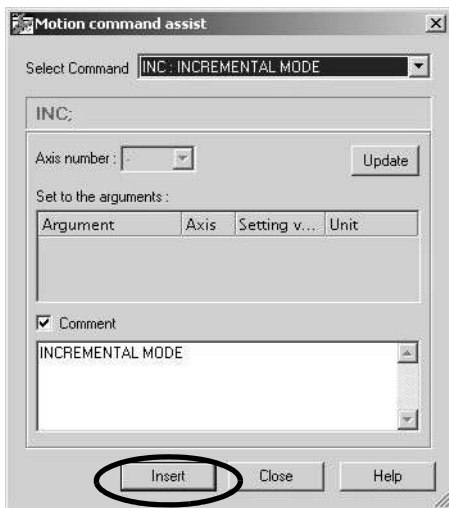 Motion command assist
Select Command INC : INCREMENTAL MODE
INC;
Axis number : -
Update
Set to the arguments :
Argument Axis Setting v... Unit
Comment
INCREMENTAL MODE
Insert Close Help